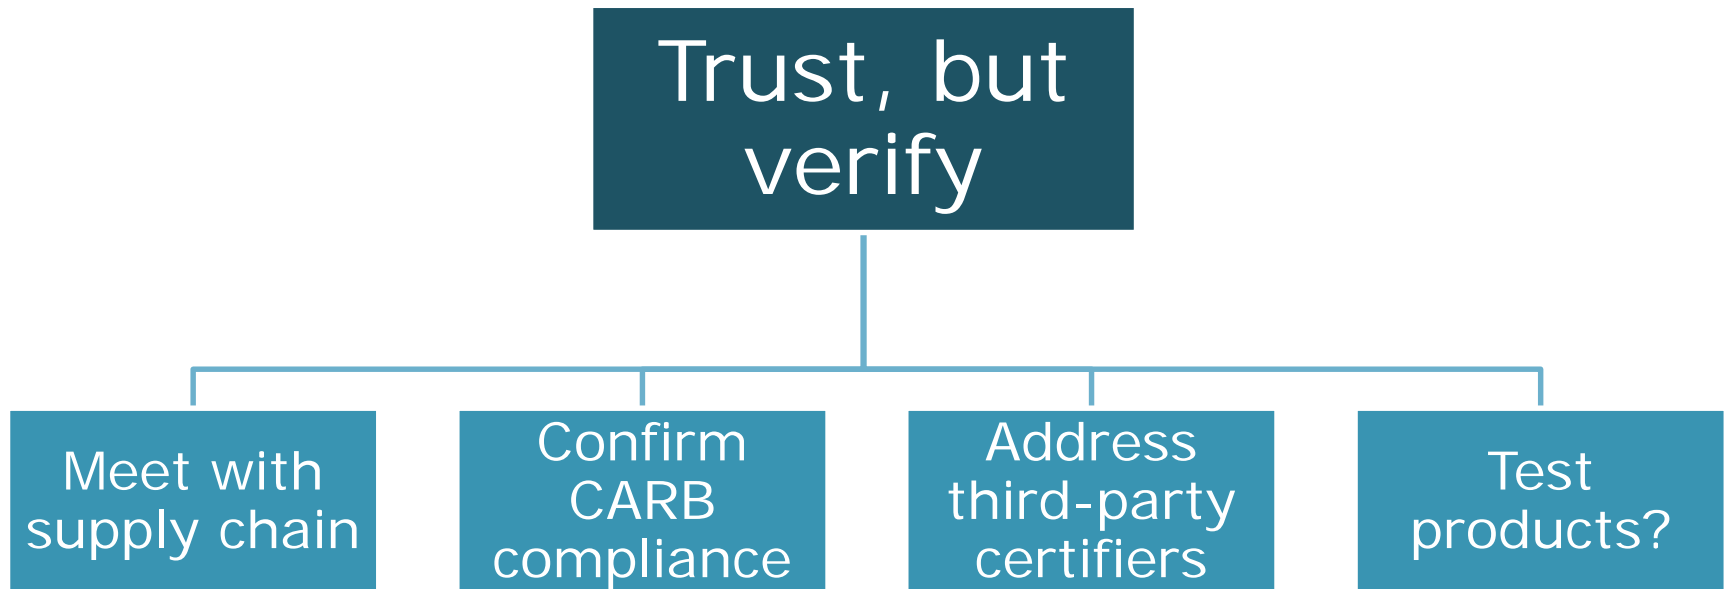 Trust, but
verify
Meet with
supply chain
Confirm
CARB
compliance
Address
third-party
certifiers
Test
products?